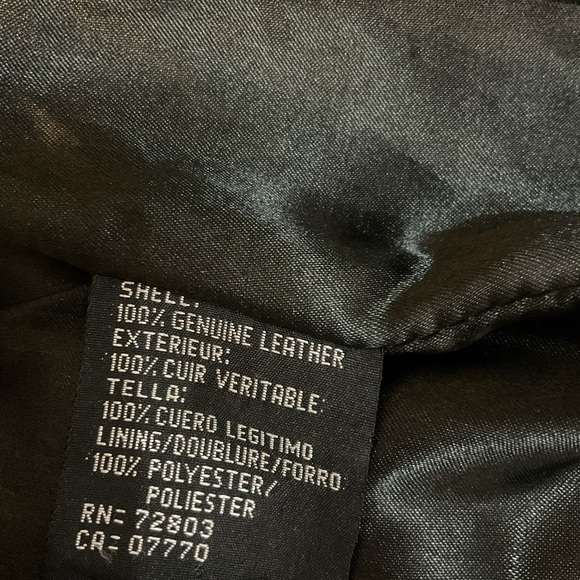 SHELL:
100% GENUINE LEATHER
EXTERIEUR:
100% CUIR VERITABLE:
TELLA:
100% CUERO LEGITIMO
LINING/DOUBLURE/FORRO
100% POLYESTER/
POLIESTER
RN= 72803
CA= 07770